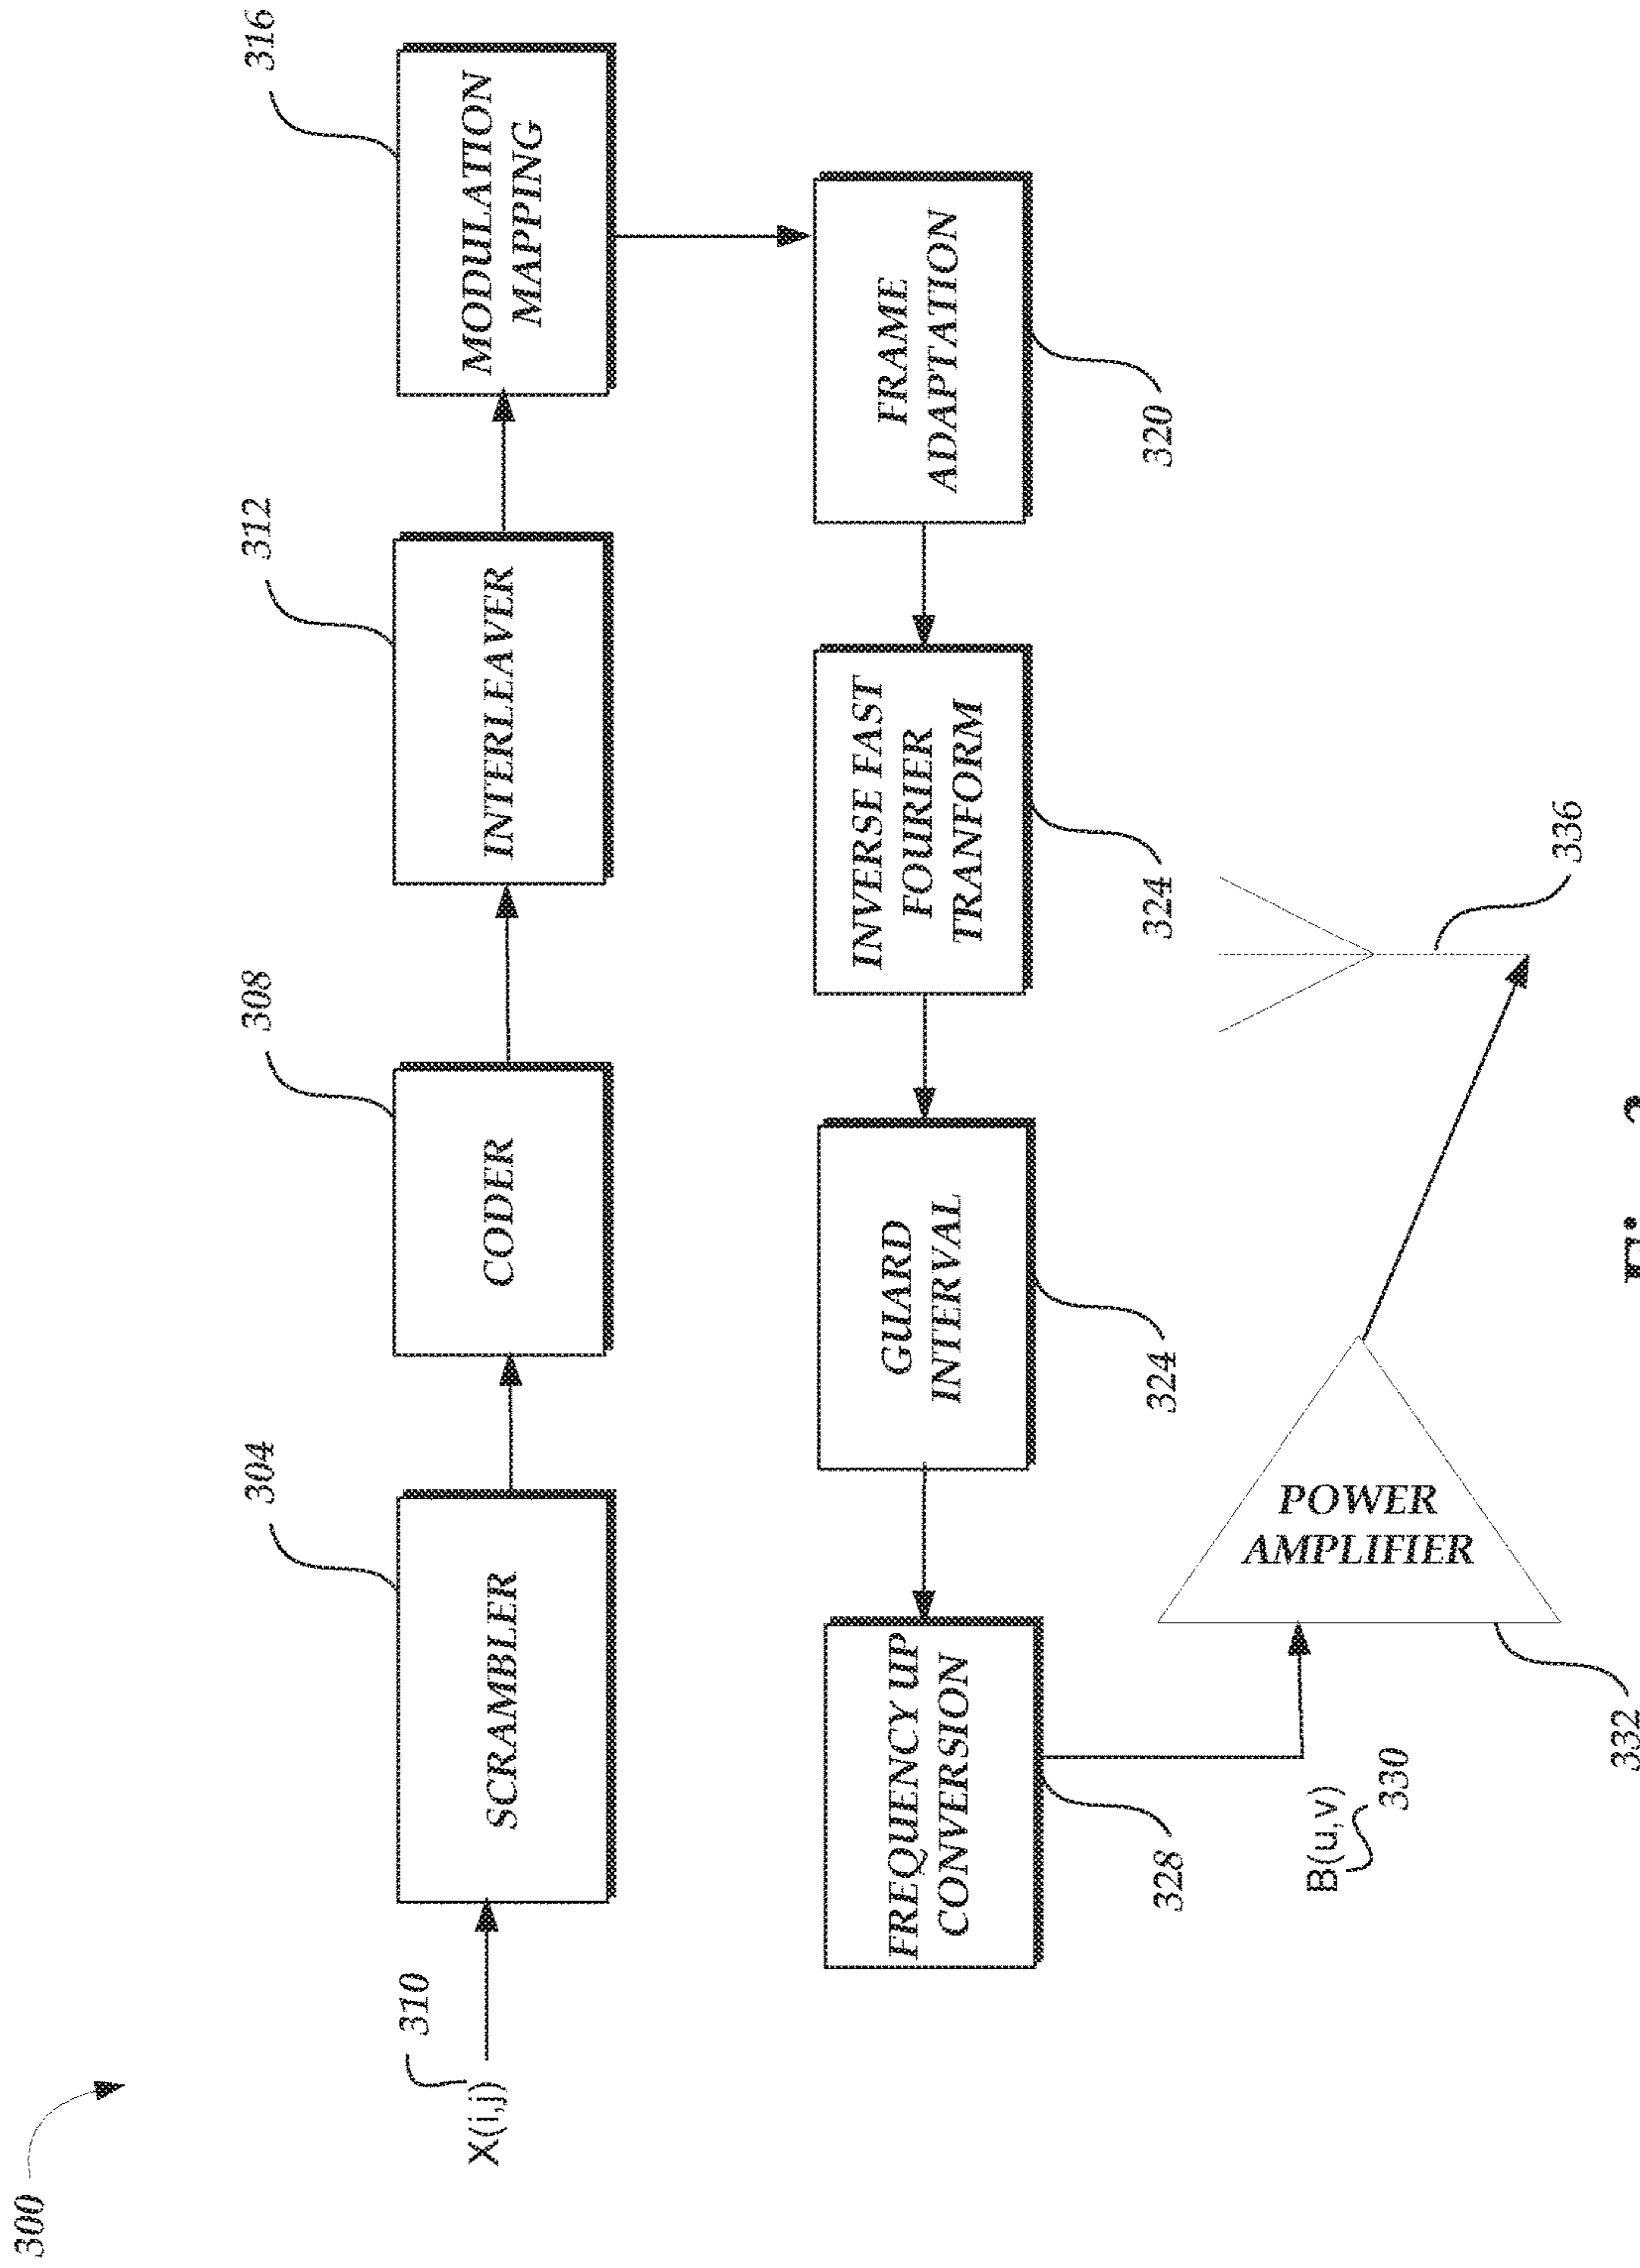 300
X(i,j)
310
SCRAMBLER
304
CODER
308
INTERLEAVER
312
MODULATION
MAPPING
316
FRAME
ADAPTATION
320
INVERSE FAST
FOURIER
TRANFORM
324
GUARD
INTERVAL
324
FREQUENCY UP
CONVERSION
328
B(u,v)
330
POWER
AMPLIFIER
332
336